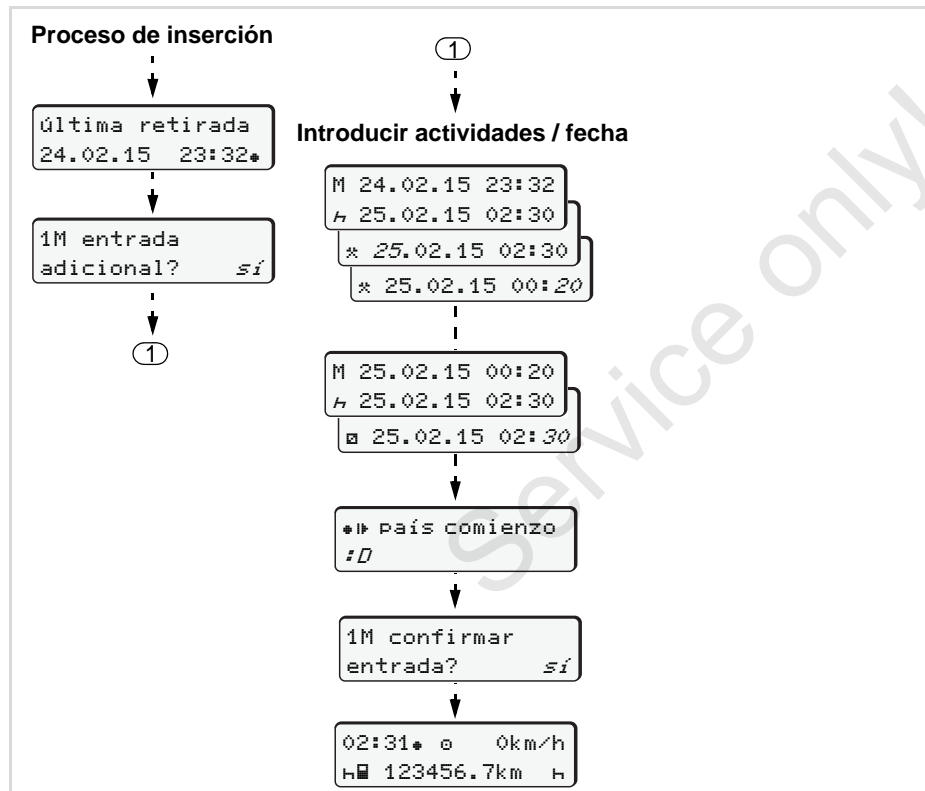 Proceso de inserción
última retirada
24.02.15 23:32
1M entrada
adicional? sí
1
1
Introducir actividades / fecha
M 24.02.15 23:32
25.02.15 02:30
25.02.15 02:30
25.02.15 00:20
M 25.02.15 00:20
25.02.15 02:30
25.02.15 02:30
país comienzo
:D
1M confirmar
entrada? sí
02:31 0km/h
123456.7km
Service only!